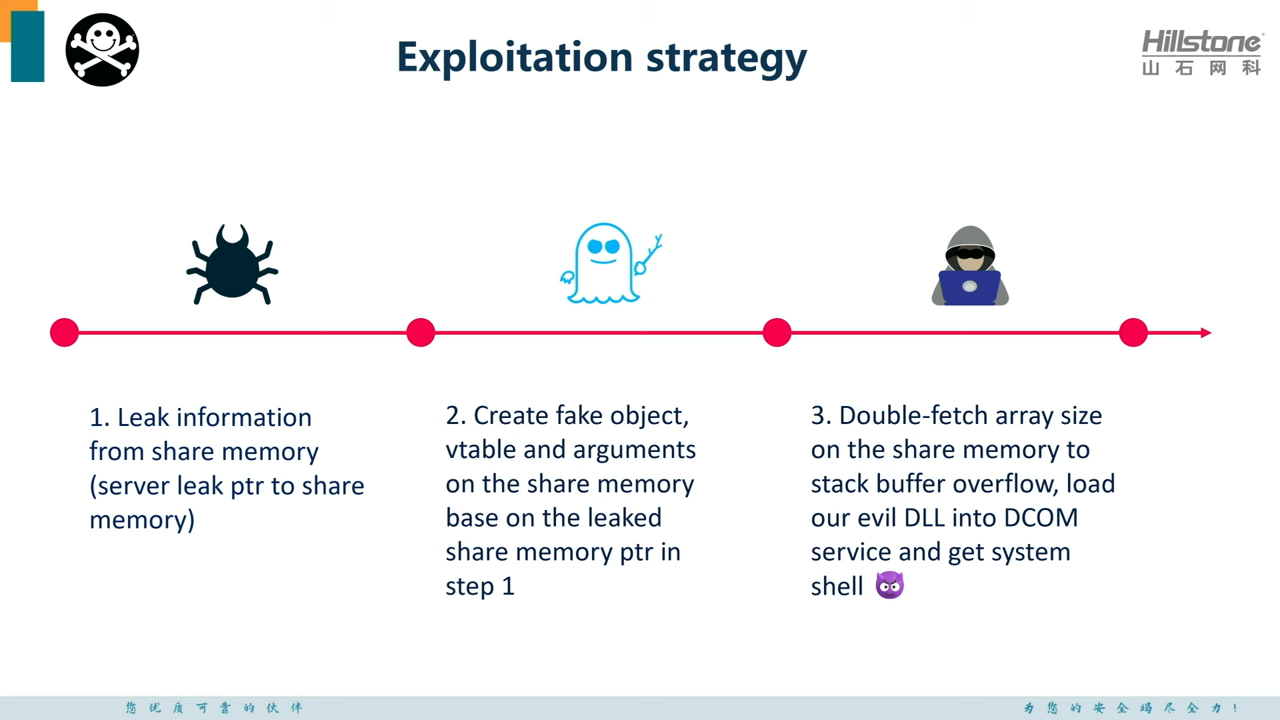 Exploitation strategy
Hillstone®
山石网科
1. Leak information
from share memory
(server leak ptr to share
memory)
2. Create fake object,
vtable and arguments
on the share memory
base on the leaked
share memory ptr in
step 1
3. Double-fetch array size
on the share memory to
stack buffer overflow, load
our evil DLL into DCOM
service and get system
shell 😈
您优质可靠的伙伴
为您的安全竭尽全力!